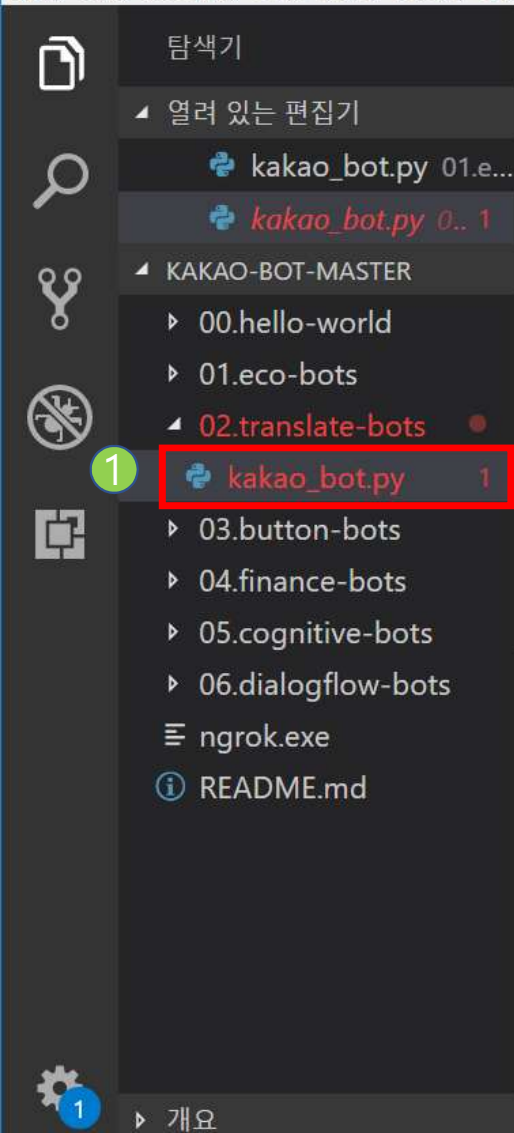 탐색기
열려 있는 편집기
kakao_bot.py 01.e...
kakao_bot.py 0.. 1
KAKAO-BOT-MASTER
00.hello-world
01.eco-bots
02.translate-bots
1 kakao_bot.py 1
03.button-bots
04.finance-bots
05.cognitive-bots
06.dialogflow-bots
ngrok.exe
README.md
1
개요